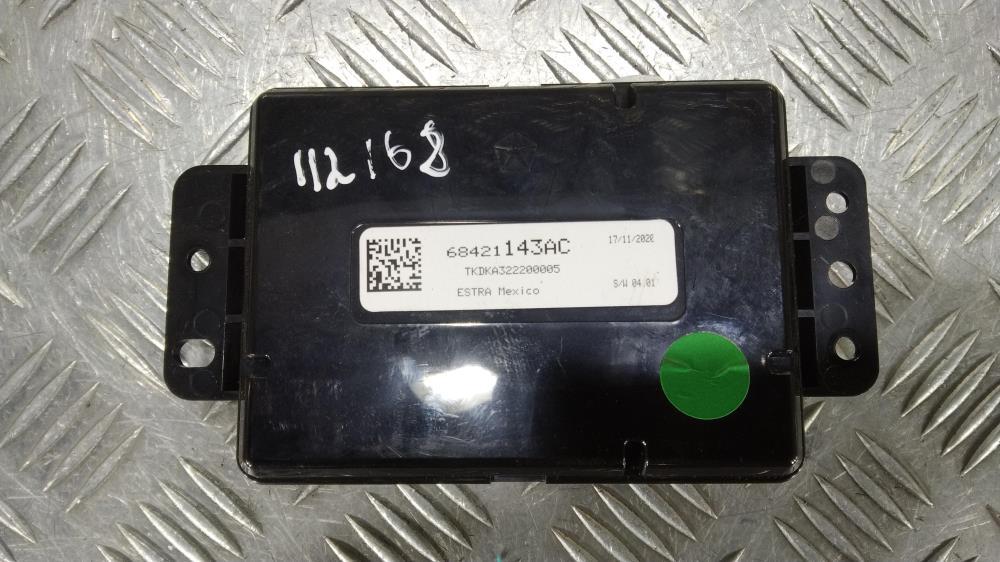 112168
68421143AC
17/11/2020
TKDKA322200005
ESTRA Mexico
S/W 04.01